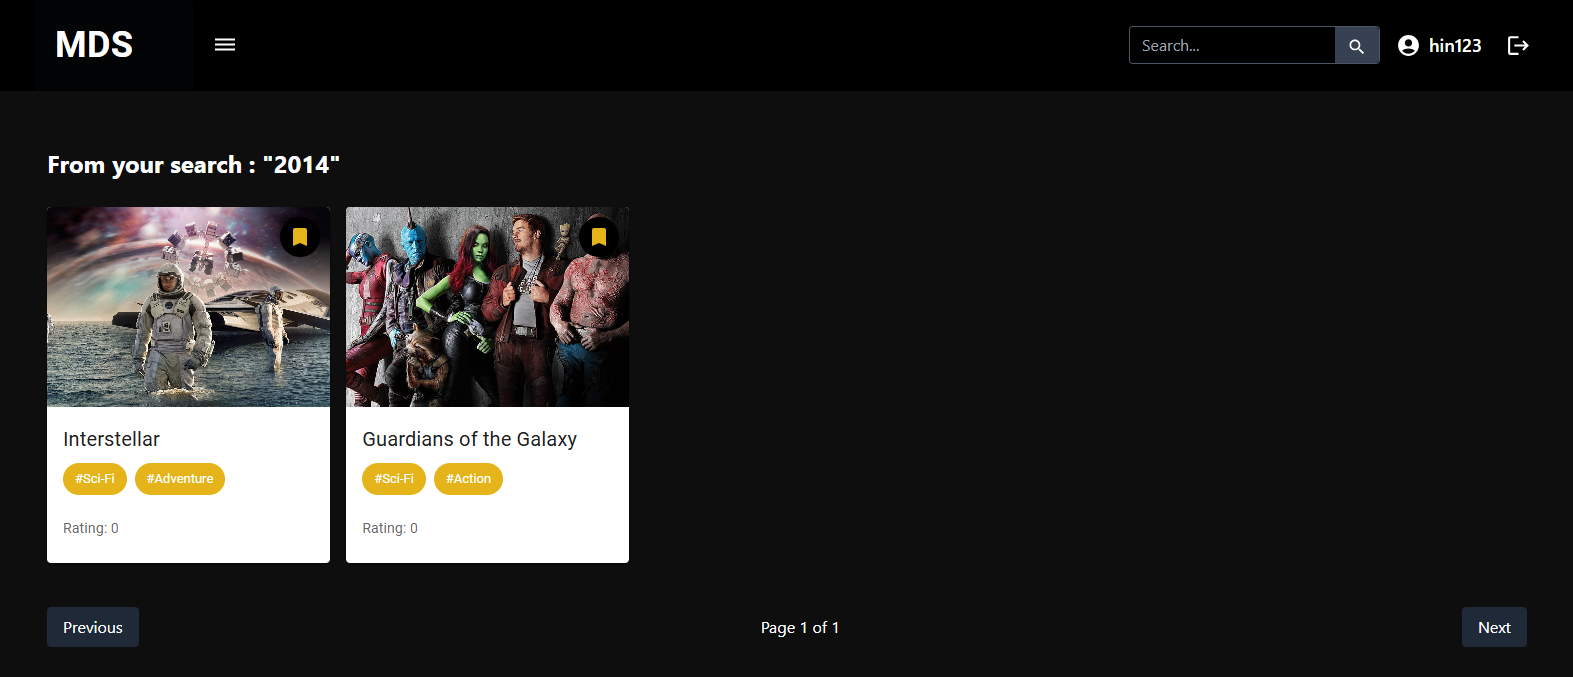 MDS
Search...
hin123
From your search : "2014"
Interstellar
#Sci-Fi #Adventure
Rating: 0
Guardians of the Galaxy
#Sci-Fi #Action
Rating: 0
Previous
Page 1 of 1
Next